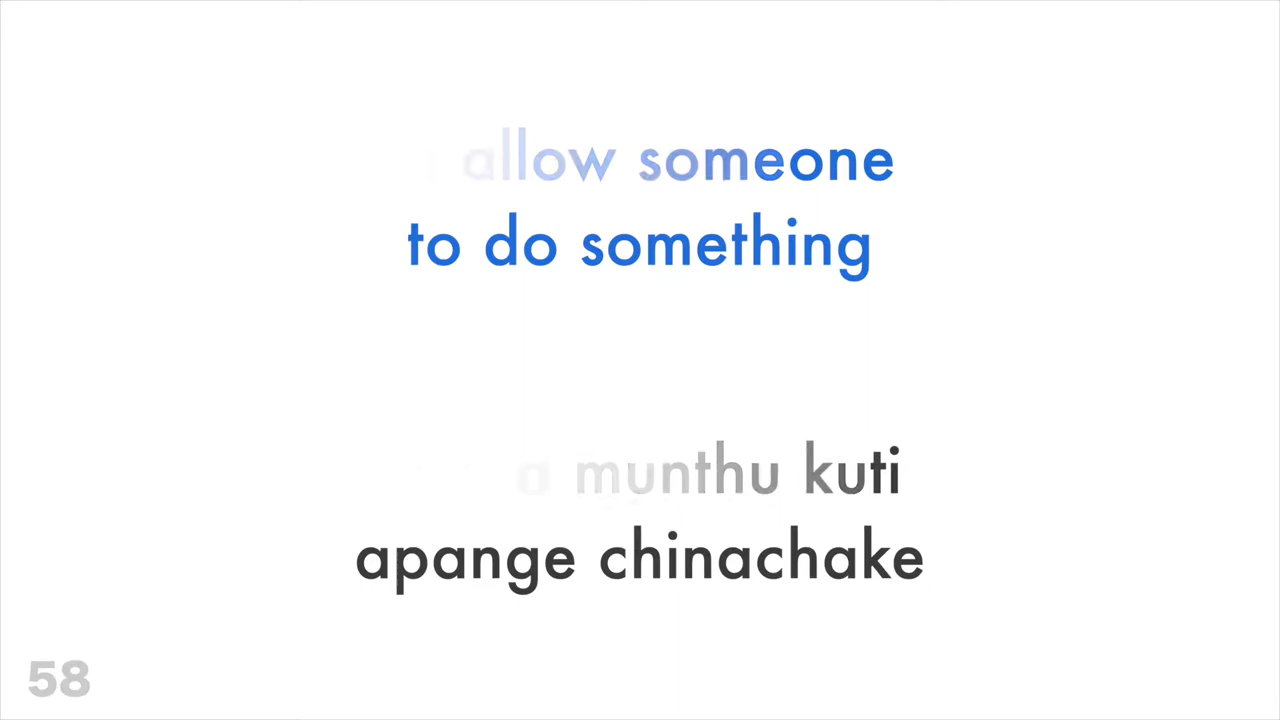 allow someone
to do something
munthu kuti
apange chinachake
58